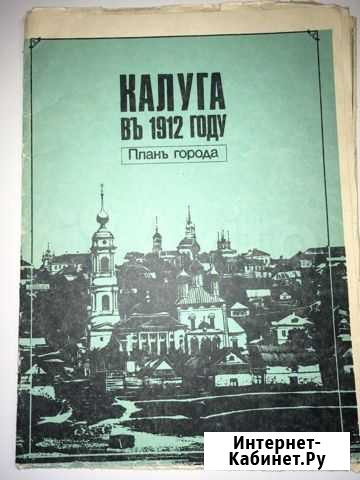 КАЛУГА
ВЪ 1912 ГОДУ
Планъ города
Интернет-
Кабинет.Ру